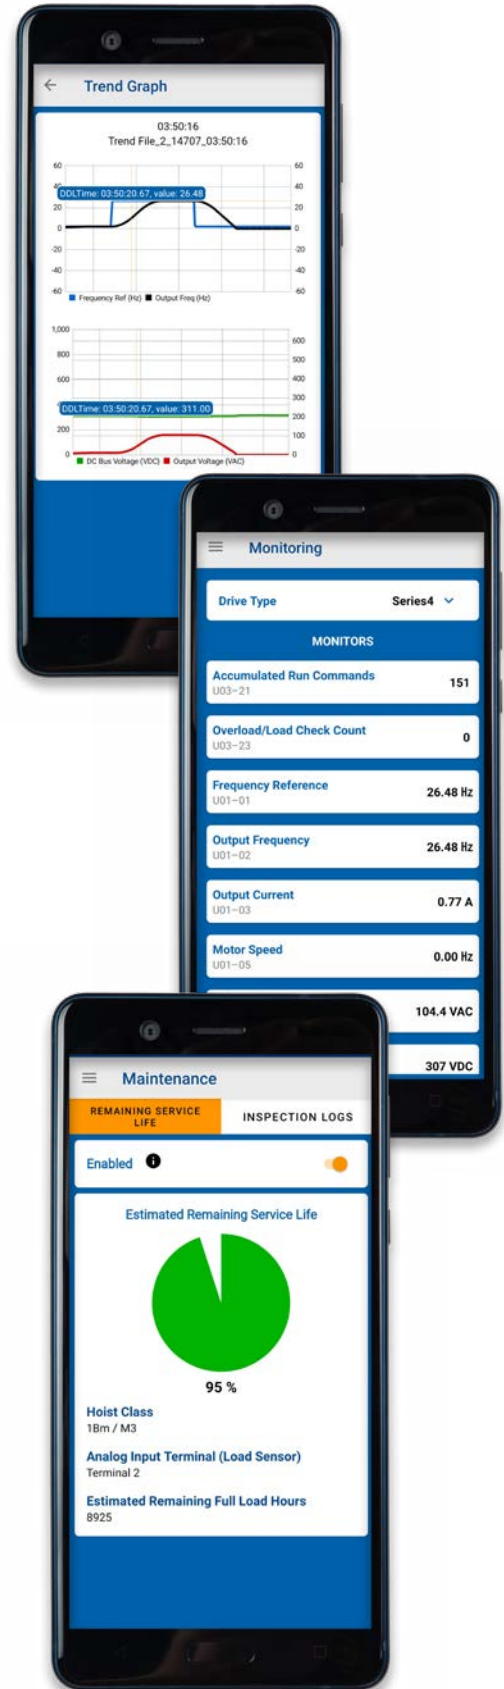 Trend Graph
03:50:16
Trend File_2_14707_03:50:16
60 60
40
DDLTime: 03:50:20.67, value: 26.48
20 20
0 0
-20 -20
-40 -40
-60 -60
Frequency Ref (Hz) Output Freq (Hz)
1,000
600
800 500
600 400
300
DDLTime: 03:50:20.67, value: 311.00
200
200
100
0 0
DC Bus Voltage (VDC) Output Voltage (VAC)
Monitoring
Drive Type Series4
MONITORS
Accumulated Run Commands 151
U03-21
Overload/Load Check Count 0
U03-23
Frequency Reference 26.48 Hz
U01-01
Output Frequency 26.48 Hz
U01-02
Output Current 0.77 A
U01-03
Motor Speed 0.00 Hz
U01-05
104.4 VAC
307 VDC
Maintenance
REMAINING SERVICE
LIFE
INSPECTION LOGS
Enabled
Estimated Remaining Service Life
95 %
Hoist Class
1Bm / M3
Analog Input Terminal (Load Sensor)
Terminal 2
Estimated Remaining Full Load Hours
8925